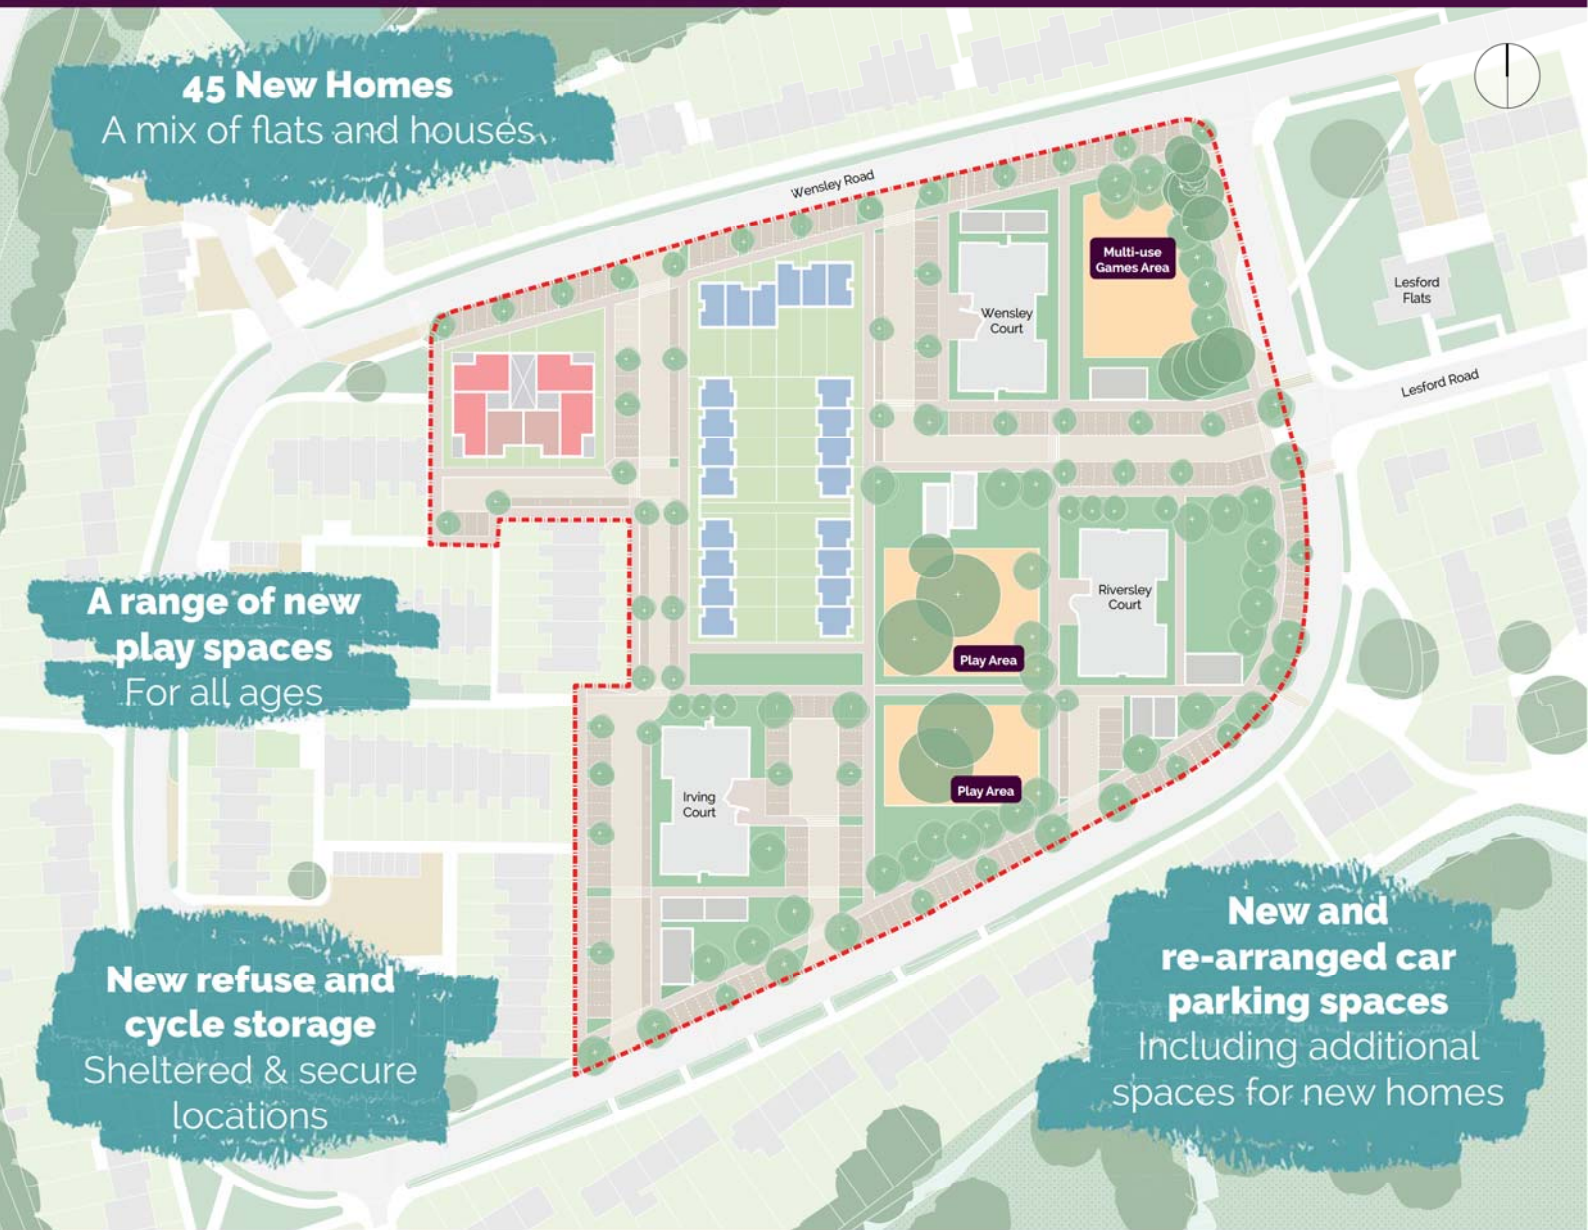 45 New Homes
A mix of flats and houses
Wensley Road
Multi-use
Games Area
Wensley
Court
Lesford
Flats
Lesford Road
A range of new
play spaces
For all ages
Riversley
Court
Play Area
Irving
Court
Play Area
New refuse and
cycle storage
Sheltered & secure
locations
New and
re-arranged car
parking spaces
Including additional
spaces for new homes